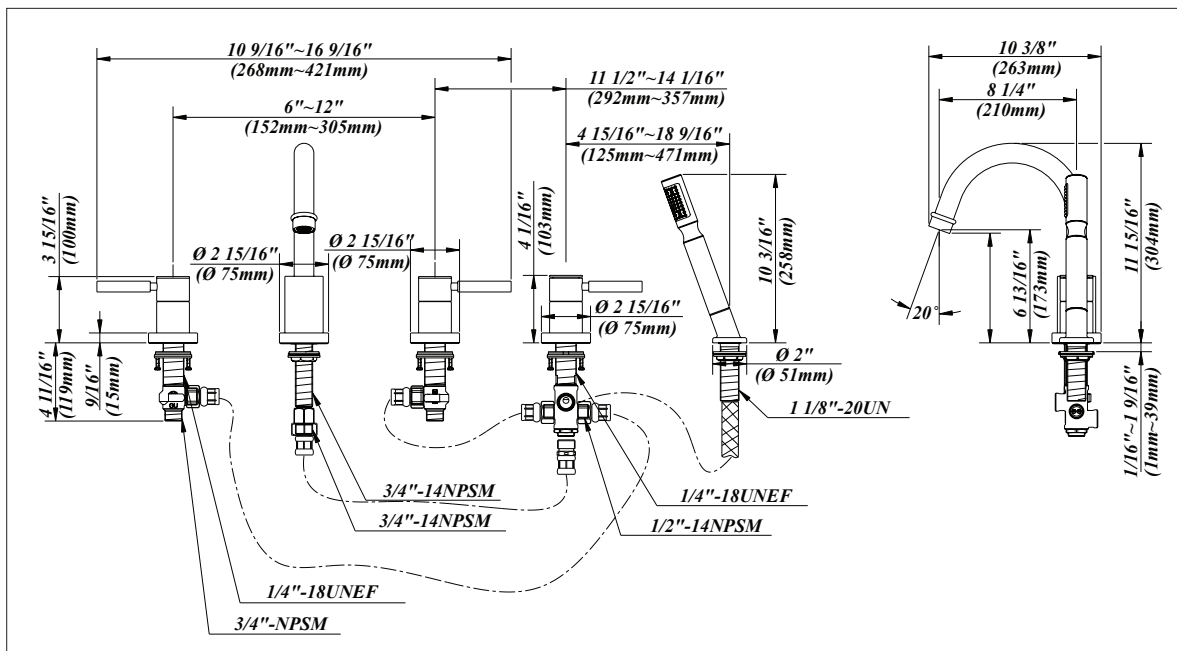 10 9/16"~16 9/16"
(268mm~421mm)
6"~12"
(152mm~305mm)
11 1/2"~14 1/16"
(292mm~357mm)
4 15/16"~18 9/16"
(125mm~471mm)
3 15/16"
(100mm)
Ø 2 15/16"
(Ø 75mm)
Ø 2 15/16"
(Ø 75mm)
4 1/16"
(103mm)
Ø 2 15/16"
(Ø 75mm)
10 3/16"
(258mm)
4 11/16"
(119mm)
9/16"
(15mm)
Ø 2"
(Ø 51mm)
1 1/8"-20UN
3/4"-14NPSM
3/4"-14NPSM
1/4"-18UNEF
1/2"-14NPSM
1/4"-18UNEF
3/4"-NPSM
10 3/8"
(263mm)
8 1/4"
(210mm)
20°
6 13/16"
(173mm)
11 15/16"
(304mm)
1/16"~1 9/16"
(1mm~39mm)